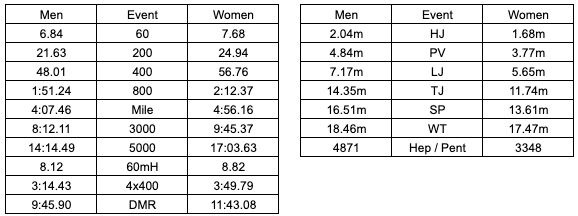 Men Event Women
6.84 60 7.68
21.63 200 24.94
48.01 400 56.76
1:51.24 800 2:12.37
4:07.46 Mile 4:56.16
8:12.11 3000 9:45.37
14:14.49 5000 17:03.63
8.12 60mH 8.82
3:14.43 4x400 3:49.79
9:45.90 DMR 11:43.08
Men Event Women
2.04m HJ 1.68m
4.84m PV 3.77m
7.17m LJ 5.65m
14.35m TJ 11.74m
16.51m SP 13.61m
18.46m WT 17.47m
4871 Hep / Pent 3348